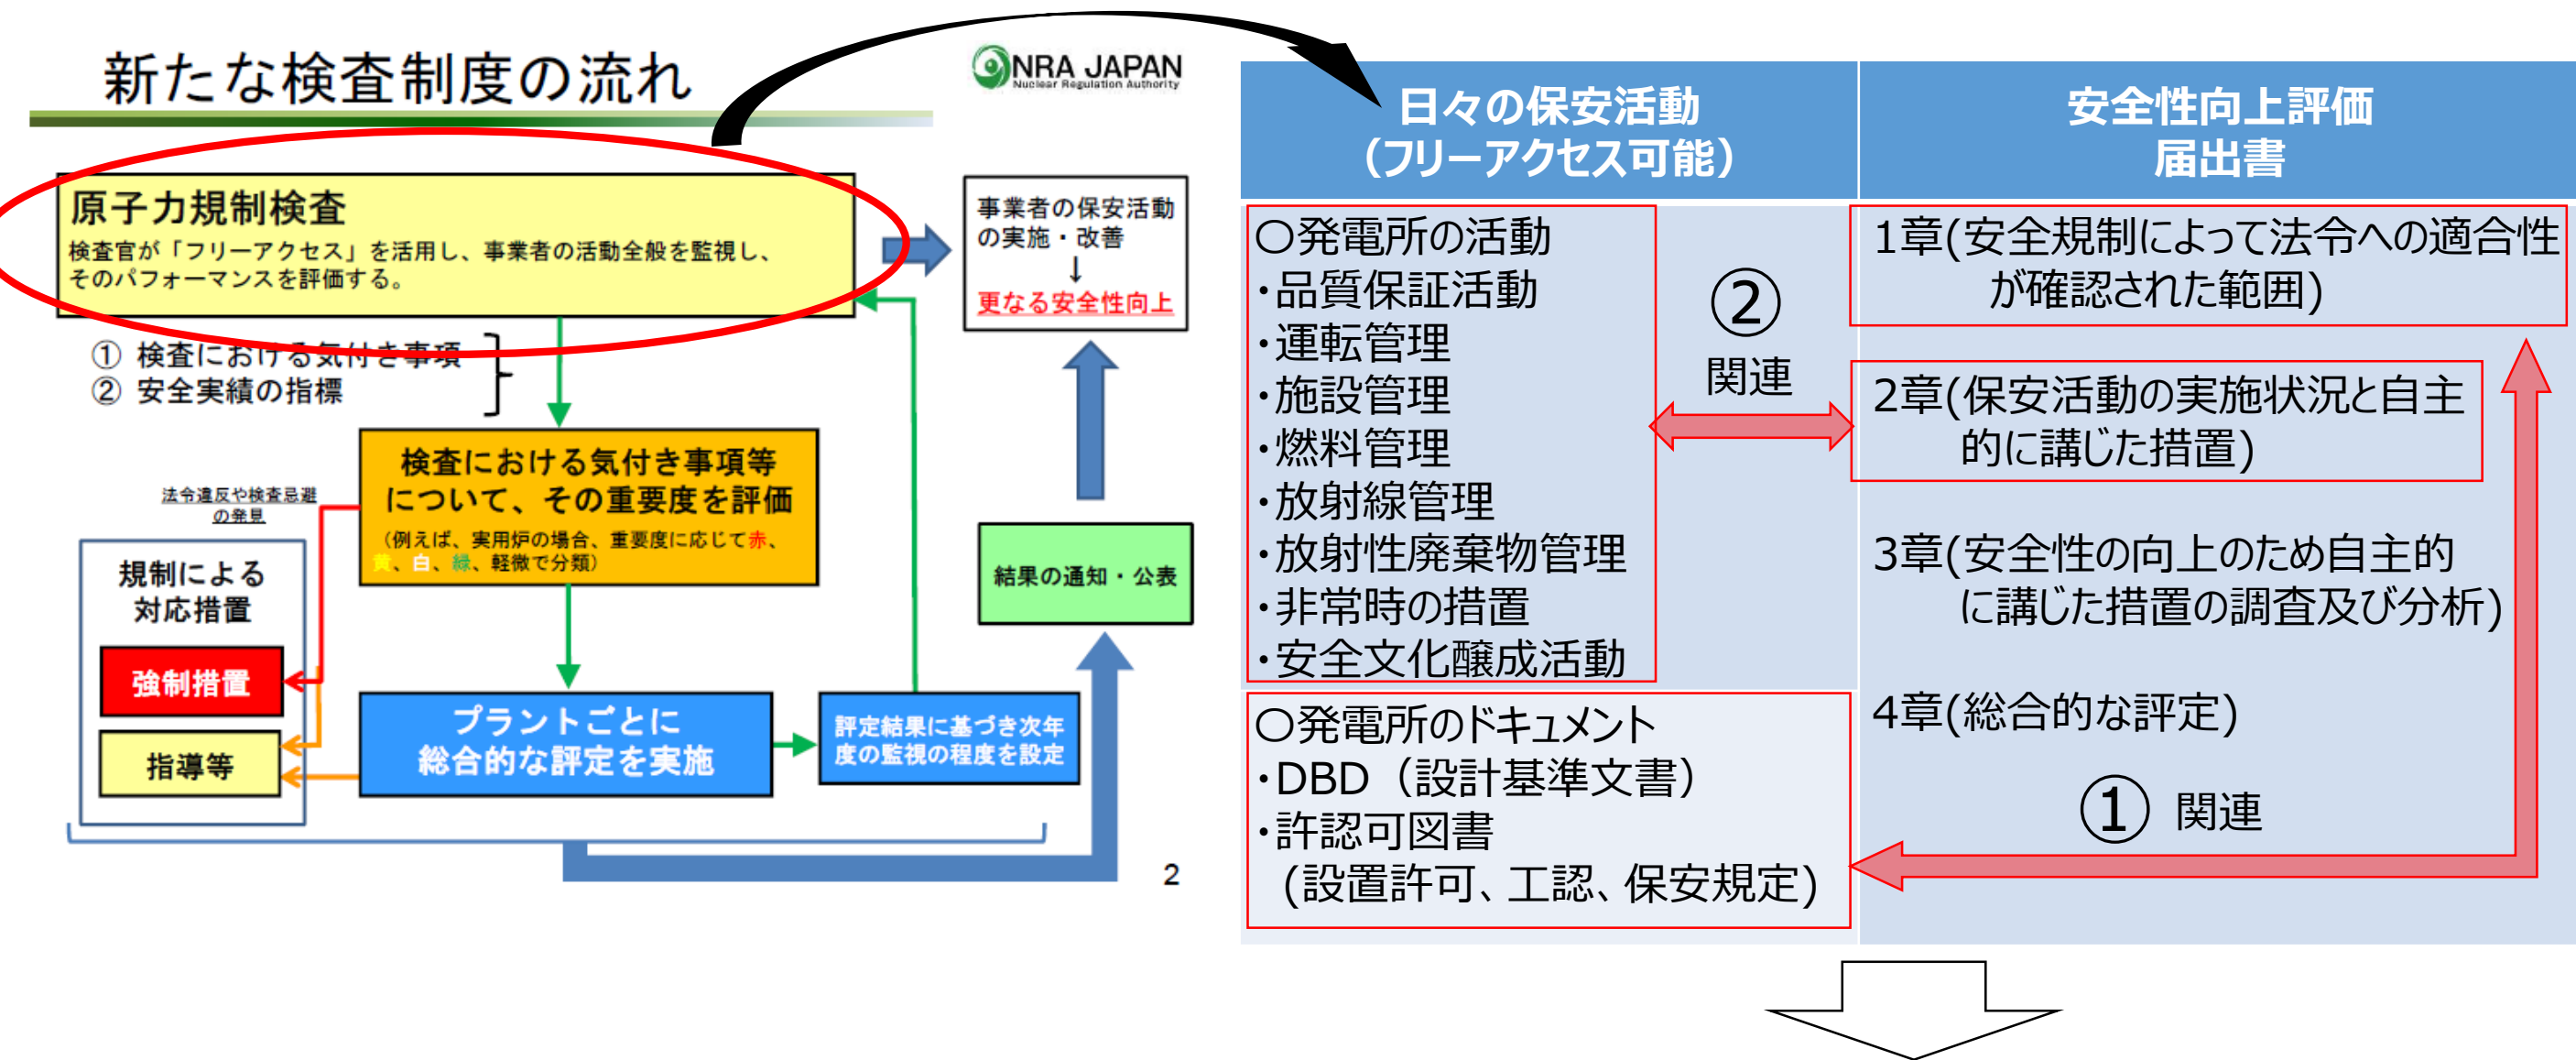 新たな検査制度の流れ
NRA JAPAN
Nuclear Regulation Authority
原子力規制検査
検査官が「フリーアクセス」を活用し、事業者の活動全般を監視し、
そのパフォーマンスを評価する。
事業者の保安活動
の実施・改善
↓
更なる安全性向上
① 検査における気付き事項
② 安全実績の指標
検査における気付き事項等
について、その重要度を評価
（例えば、実用炉の場合、重要度に応じて赤、
黄、白、緑、軽微で分類）
法令違反や検査忌避
の発見
規制による
対応措置
強制措置
指導等
プラントごとに
総合的な評定を実施
評定結果に基づき次年
度の監視の程度を設定
結果の通知・公表
2
日々の保安活動
（フリーアクセス可能）
安全性向上評価
届出書
〇発電所の活動
・品質保証活動
・運転管理
・施設管理
・燃料管理
・放射線管理
・放射性廃棄物管理
・非常時の措置
・安全文化醸成活動
②
関連
1章(安全規制によって法令への適合性
が確認された範囲)
2章(保安活動の実施状況と自主
的に講じた措置)
3章(安全性の向上のため自主的
に講じた措置の調査及び分析)
4章(総合的な評定)
① 関連
〇発電所のドキュメント
・DBD（設計基準文書）
・許認可図書
(設置許可、工認、保安規定)